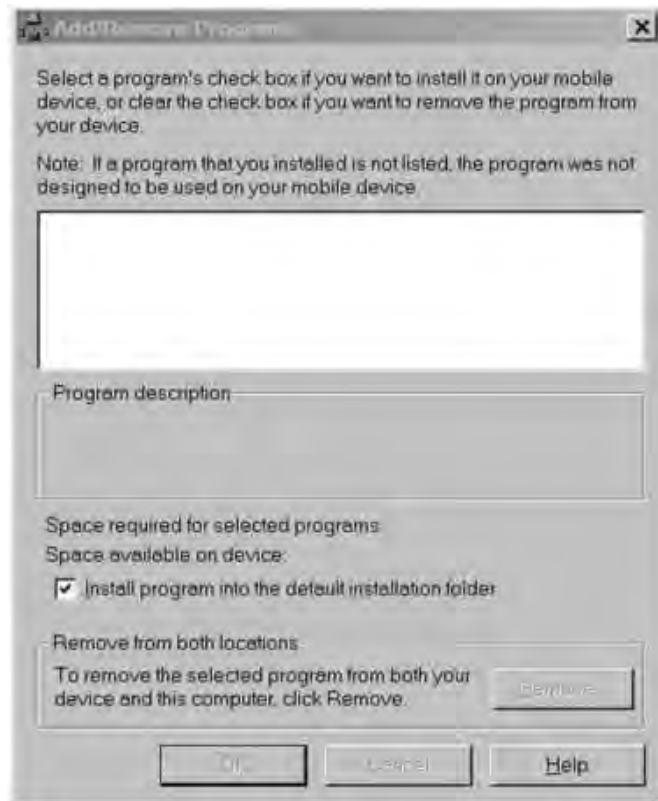 Add/Remove Programs
Select a program's check box if you want to install it on your mobile
device, or clear the check box if you want to remove the program from
your device.
Note: If a program that you installed is not listed, the program was not
designed to be used on your mobile device.
Program description
Space required for selected programs:
Space available on device:
Install program into the default installation folder
Remove from both locations
To remove the selected program from both your
device and this computer, click Remove.
Remove...
OK
Cancel
Help